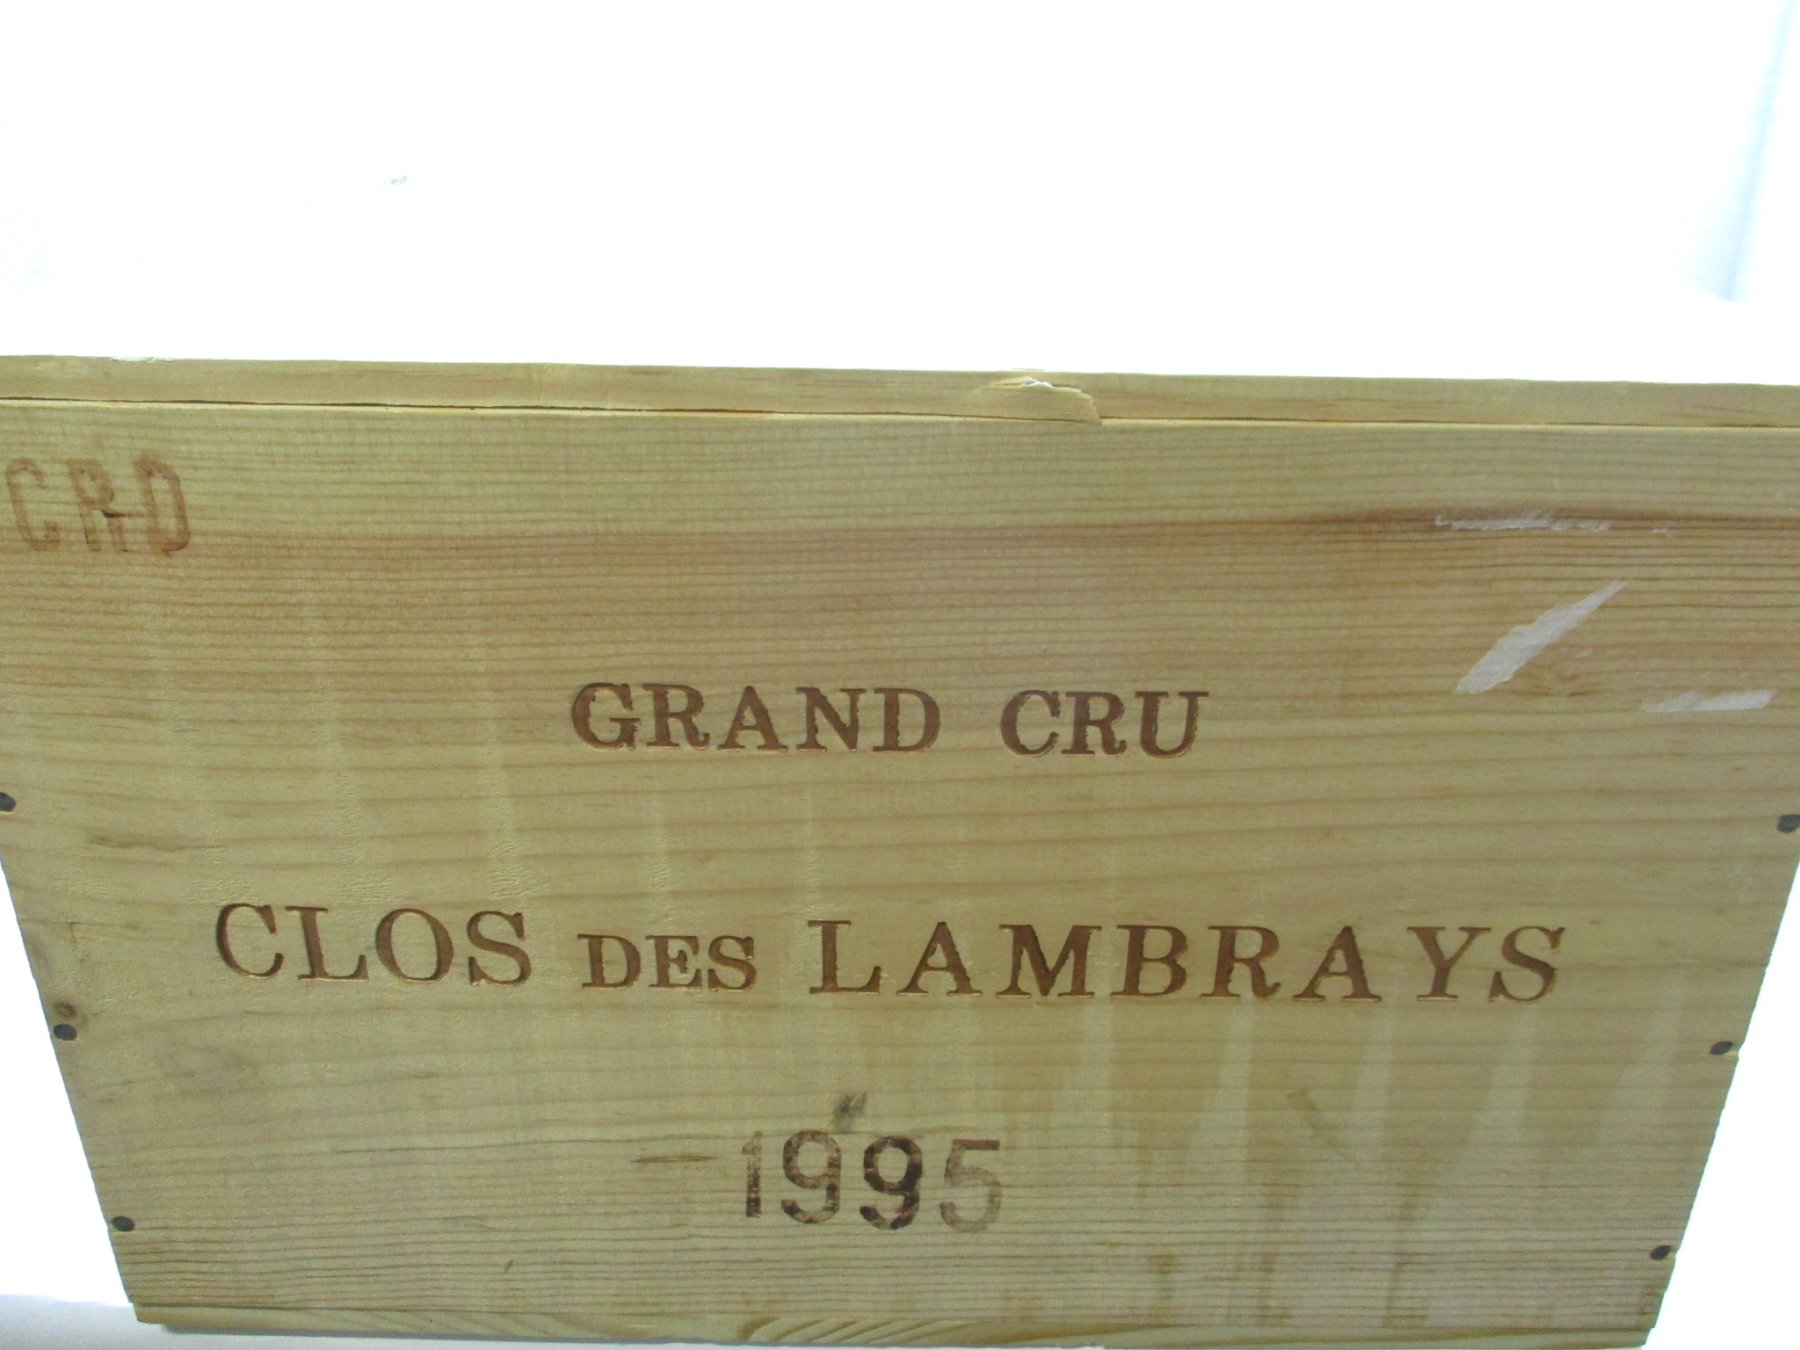 CRD
GRAND CRU
CLOS DES LAMBRAYS
1995